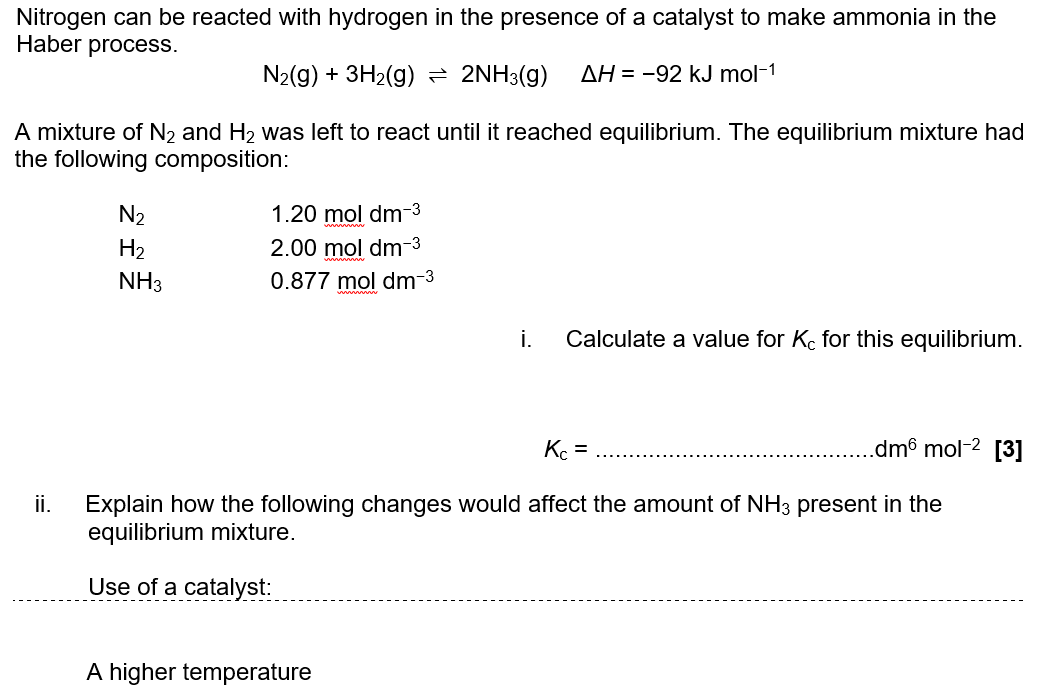 Nitrogen can be reacted with hydrogen in the presence of a catalyst to make ammonia in the
Haber process.
N₂(g) + 3H₂(g) ⇌ 2NH₃(g) ΔH = −92 kJ mol⁻¹
A mixture of N₂ and H₂ was left to react until it reached equilibrium. The equilibrium mixture had
the following composition:
N₂ 1.20 mol dm⁻³
H₂ 2.00 mol dm⁻³
NH₃ 0.877 mol dm⁻³
i. Calculate a value for Kc for this equilibrium.
Kc = ..........................................dm⁶ mol⁻² [3]
ii. Explain how the following changes would affect the amount of NH₃ present in the
equilibrium mixture.
Use of a catalyst:
A higher temperature